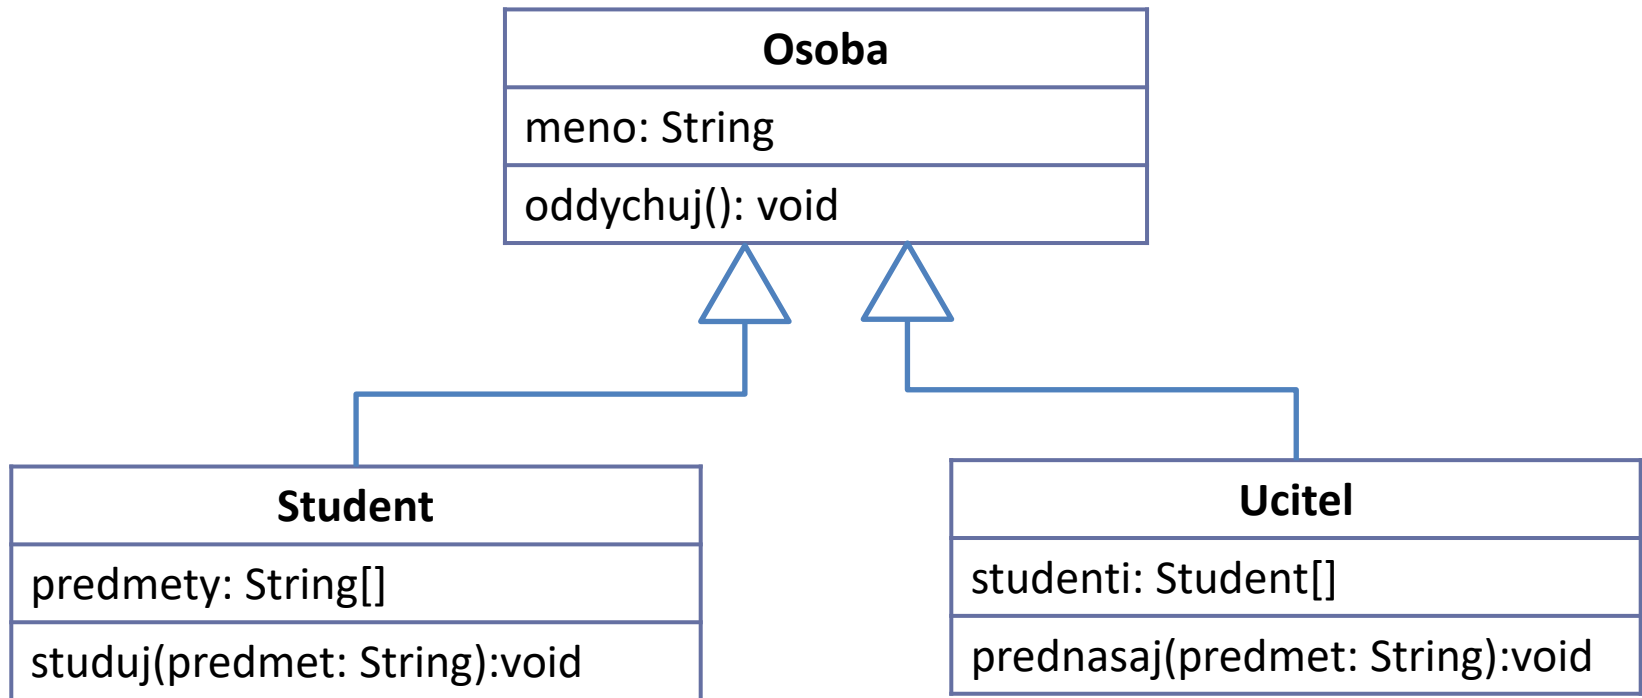 Osoba
meno: String
oddychuj(): void
Student
predmety: String[]
studuj(predmet: String):void
Ucitel
studenti: Student[]
prednasaj(predmet: String):void